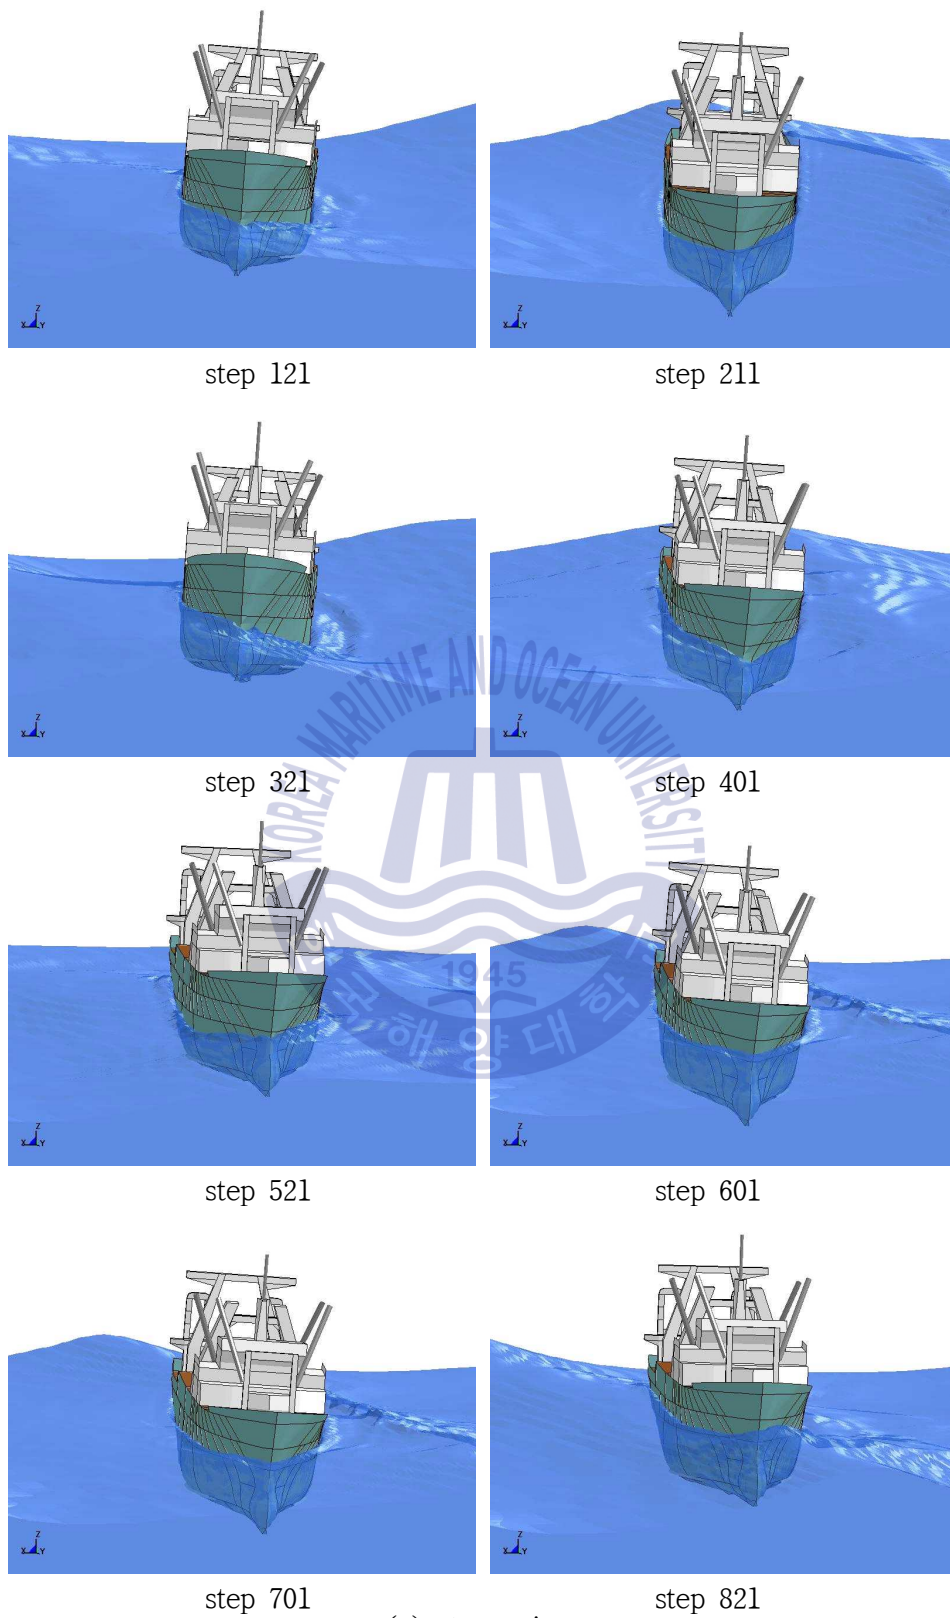 Z
X Y
Z
X Y
step 121
step 211
Z
X Y
Z
X Y
step 321
step 401
KOREA MARITIME AND OCEAN UNIVERSITY
1945
해양대학
Z
X Y
Z
X Y
step 521
step 601
Z
X Y
Z
X Y
step 701
step 821